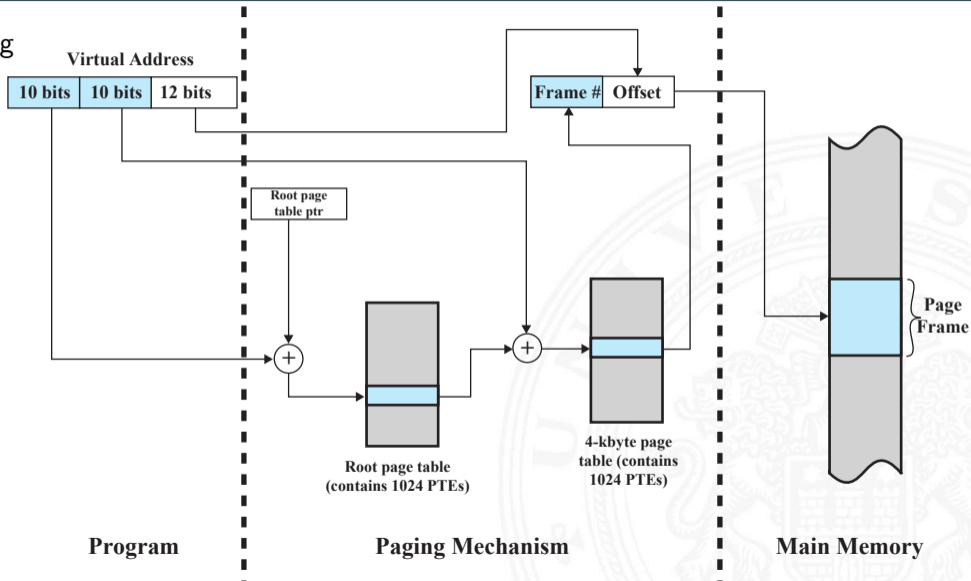 g
Virtual Address
10 bits 10 bits 12 bits
Frame # Offset
Root page
table ptr
+
+
Page
Frame
Root page table
(contains 1024 PTEs)
4-kbyte page
table (contains
1024 PTEs)
Program
Paging Mechanism
Main Memory